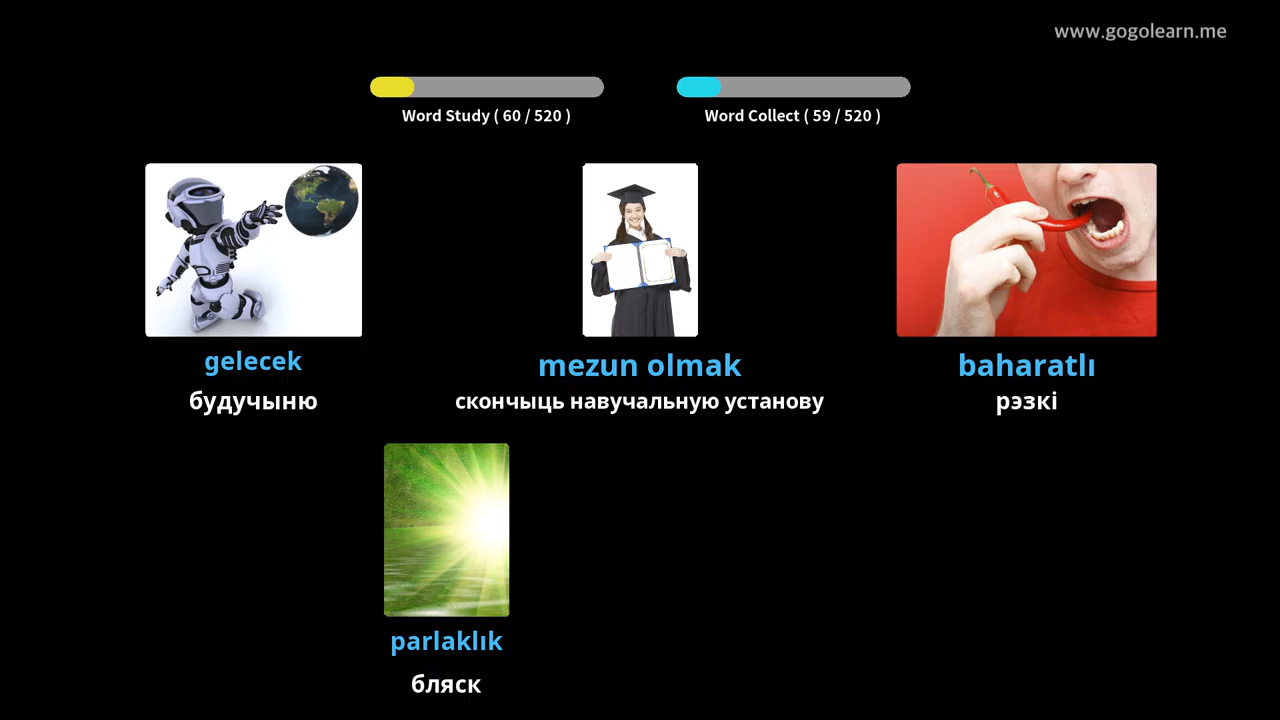 www.gogolearn.me
Word Study ( 60 / 520 )
Word Collect ( 59 / 520 )
gelecek
будучыню
mezun olmak
скончыць навучальную установу
baharatlı
рэзкі
parlaklık
бляск